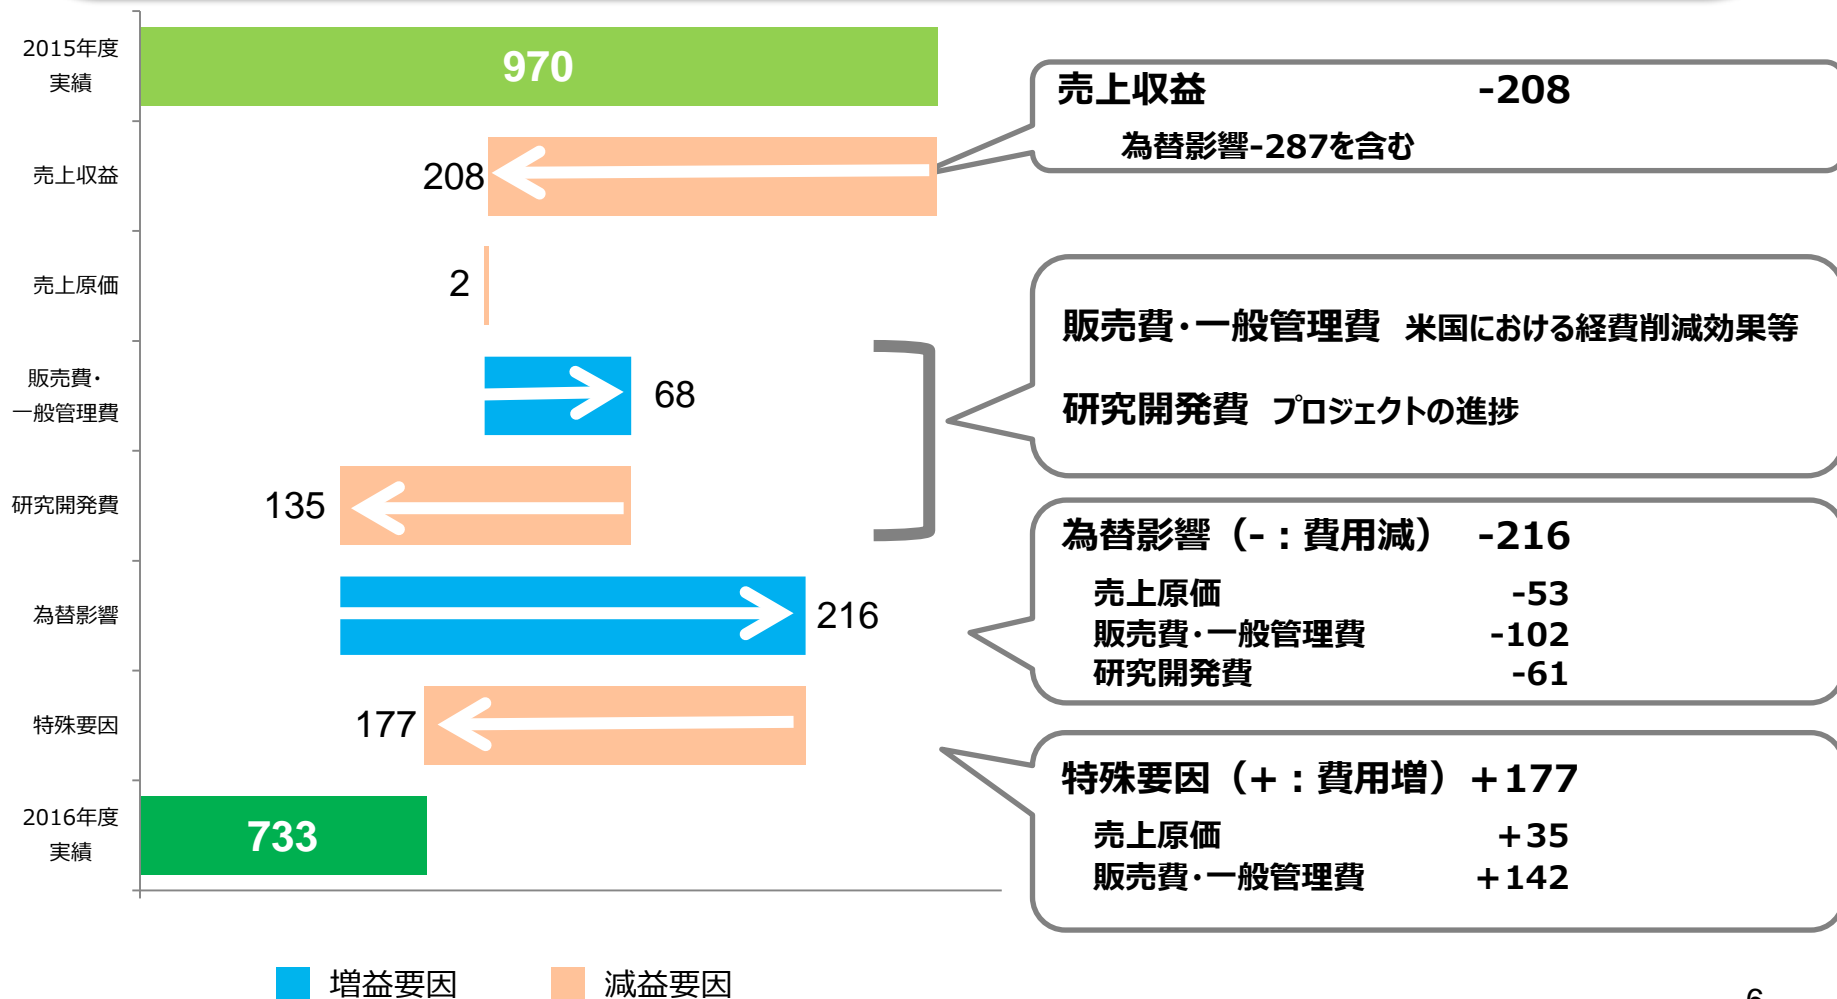 2015年度
実績
970
売上収益
208
売上原価
2
販売費・
一般管理費
68
研究開発費
135
為替影響
216
特殊要因
177
2016年度
実績
733
売上収益 -208
為替影響-287を含む
販売費・一般管理費 米国における経費削減効果等
研究開発費 プロジェクトの進捗
為替影響（-：費用減） -216
売上原価 -53
販売費・一般管理費 -102
研究開発費 -61
特殊要因（+：費用増）+177
売上原価 +35
販売費・一般管理費 +142
増益要因 減益要因